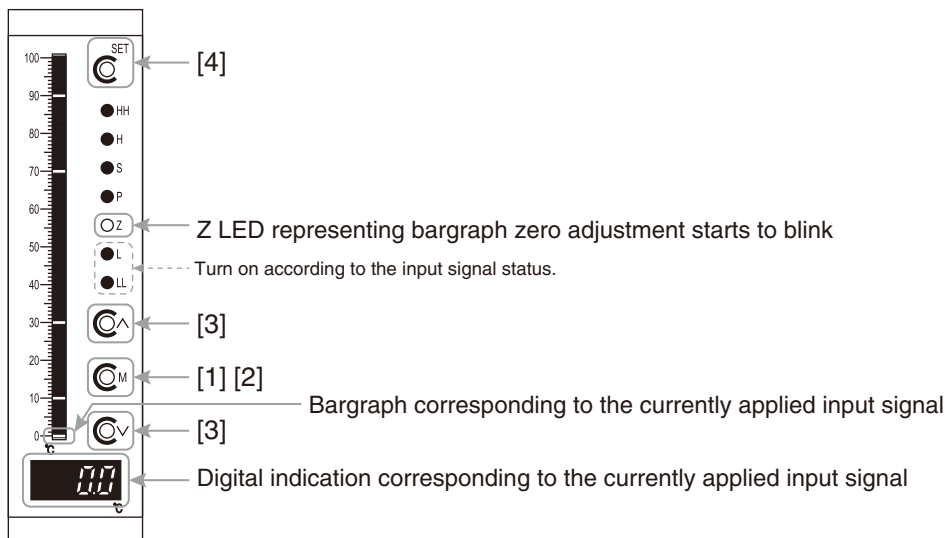 SET
100
[4]
90
HH
80
H
70
S
P
60
Z
Z LED representing bargraph zero adjustment starts to blink
50
L
Turn on according to the input signal status.
40
LL
30
[3]
20
M
[1] [2]
10
Bargraph corresponding to the currently applied input signal
0
[3]
℃
0.0
Digital indication corresponding to the currently applied input signal
℃